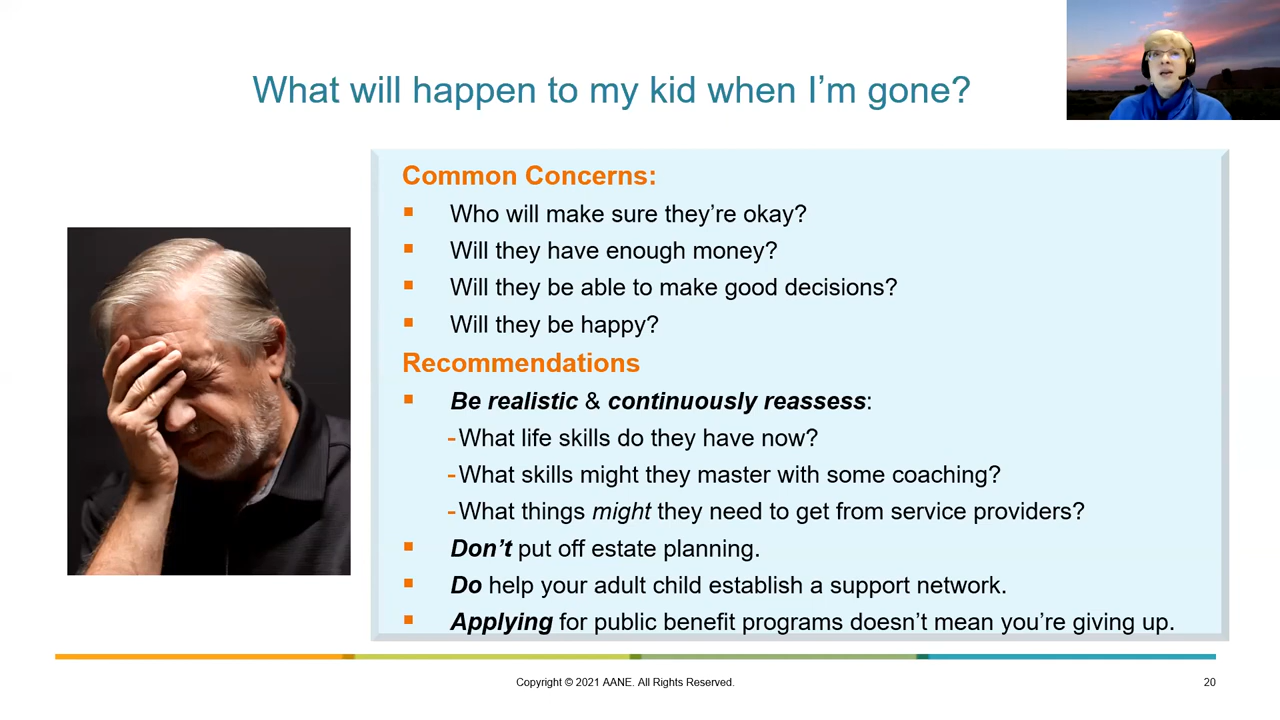 What will happen to my kid when I’m gone?
Common Concerns:
Who will make sure they’re okay?
Will they have enough money?
Will they be able to make good decisions?
Will they be happy?
Recommendations
Be realistic & continuously reassess:
-What life skills do they have now?
-What skills might they master with some coaching?
-What things might they need to get from service providers?
Don’t put off estate planning.
Do help your adult child establish a support network.
Applying for public benefit programs doesn’t mean you’re giving up.
Copyright © 2021 AANE. All Rights Reserved.
20